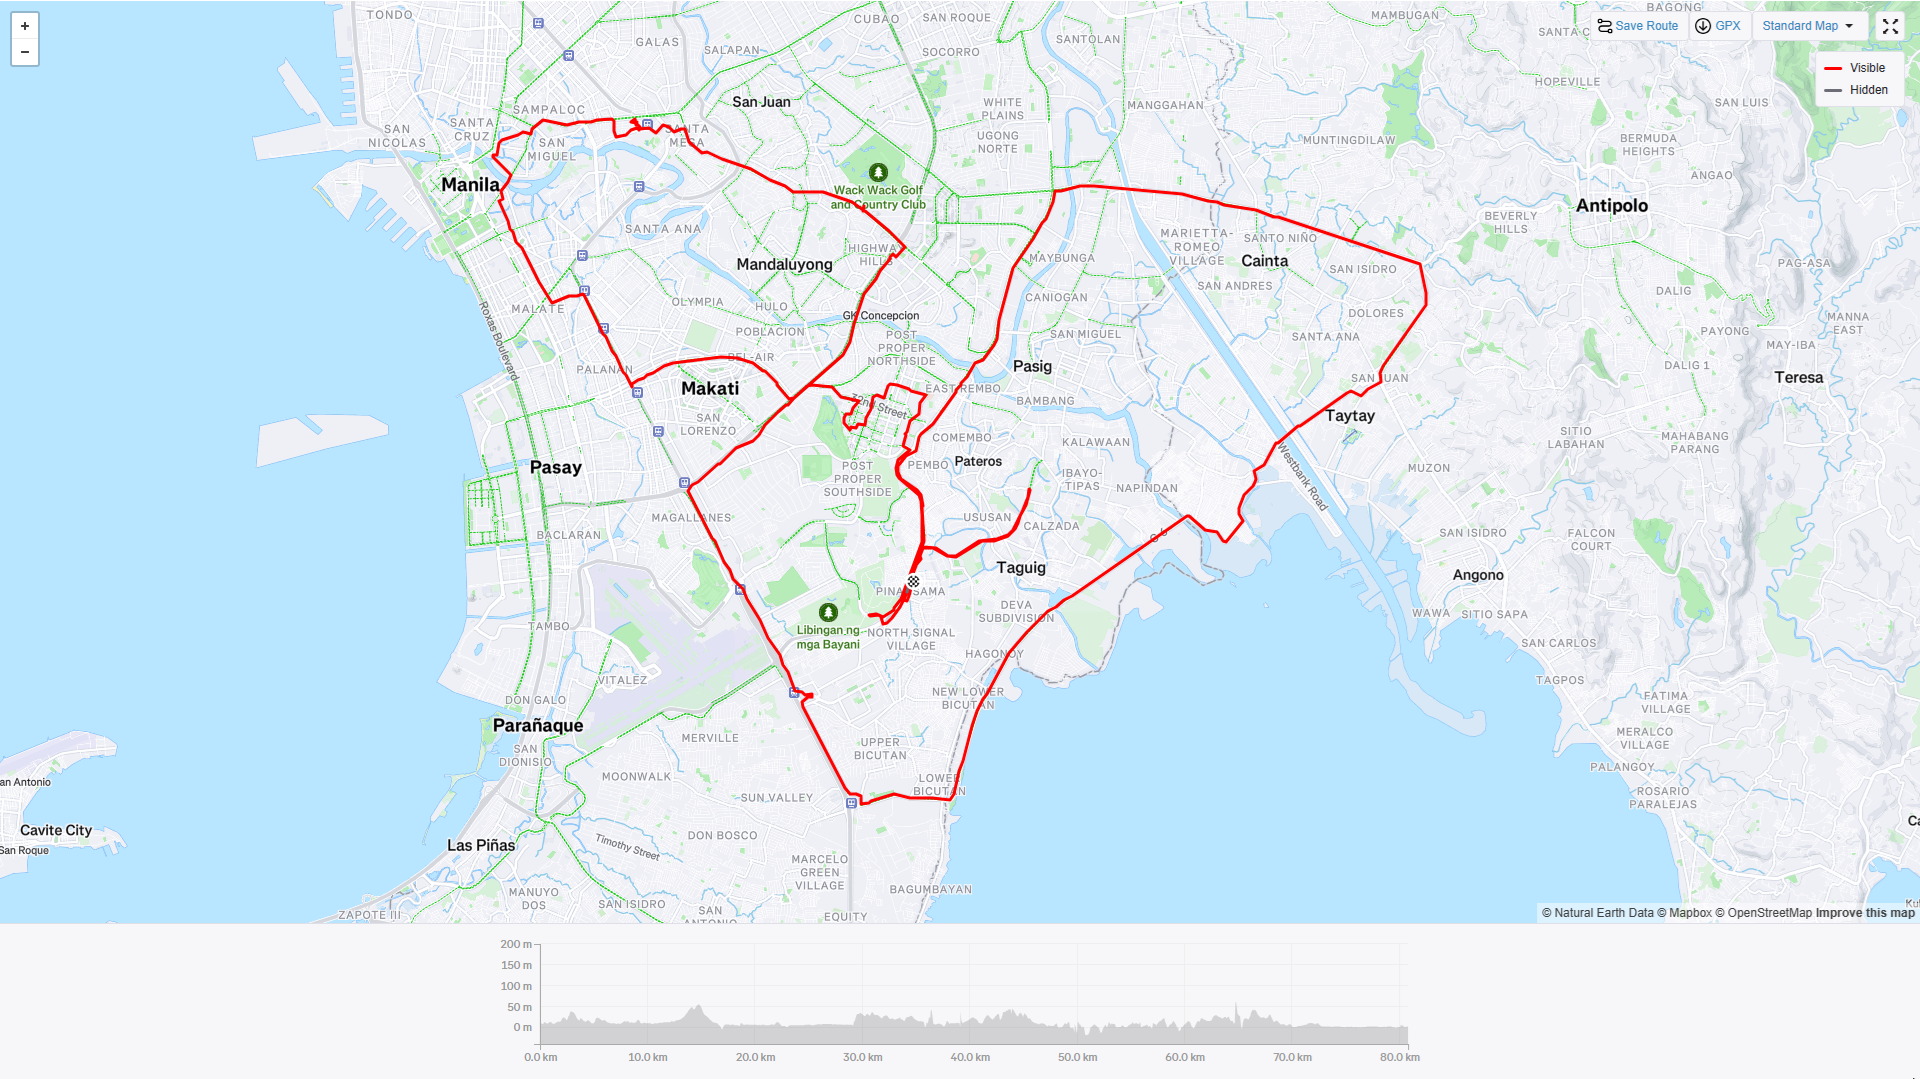 +
−
Save Route
GPX
Standard Map
Visible
Hidden
TONDO
GALAS
SALAPAN
CUBAO
SAN ROQUE
SOCORRO
SANTOLAN
MAMBUGAN
BAGONG
SANTA C
HOPEVILLE
SAN LUIS
SAMPALOC
San Juan
WHITE
PLAINS
MANGGAHAN
SAN
NICOLAS
SANTA
CRUZ
SAN
MIGUEL
SANTA
MESA
UGONG
NORTE
MUNTINGDILAW
BERMUDA
HEIGHTS
ANGAO
Manila
Wack Wack Golf
and Country Club
Antipolo
BEVERLY
HILLS
SANTA ANA
HIGHWAY
HILLS
MARIETTA-
ROMEO
VILLAGE
SANTO NIÑO
Cainta
SAN ISIDRO
PAG-ASA
Mandaluyong
MAYBUNGA
SAN ANDRES
DALIG
OLYMPIA
HULO
CANIOGAN
DOLORES
MALATE
Roxas Boulevard
GK Concepcion
POBLACION
POST
PROPER
NORTHSIDE
SAN MIGUEL
SANTA ANA
PAYONG
MANNA
EAST
MAY-IBA
PALANAN
BEL-AIR
Pasig
SAN JUAN
DALIG 1
Teresa
Makati
EAST REMBO
BAMBANG
32nd Street
SAN
LORENZO
Taytay
COMEMBO
KALAWAAN
SITIO
LABAHAN
MAHABANG
PARANG
Pasay
POST
PROPER
SOUTHSIDE
PEMBO
Pateros
IBAYO-
TIPAS
NAPINDAN
Westbank Road
MUZON
MAGALLANES
USUSAN
CALZADA
BACLARAN
SAN ISIDRO
FALCON
COURT
Taguig
Angono
PINAGSAMA
DEVA
SUBDIVISION
WAWA
SITIO SAPA
TAMBO
Libingan ng
mga Bayani
NORTH SIGNAL
VILLAGE
HAGONOY
SAN CARLOS
VITALEZ
NEW LOWER
BICUTAN
TAGPOS
FATIMA
VILLAGE
DON GALO
Parañaque
MERVILLE
UPPER
BICUTAN
MERALCO
VILLAGE
SAN
DIONISIO
MOONWALK
LOWER
BICUTAN
PALANGOY
an Antonio
SUN VALLEY
ROSARIO
PARALEJAS
Cavite City
San Roque
Las Piñas
Timothy Street
DON BOSCO
Ca
MARCELO
GREEN
VILLAGE
MANUYO
DOS
SAN ISIDRO
BAGUMBAYAN
ZAPOTE III
SAN
ANTONIO
EQUITY
© Natural Earth Data © Mapbox © OpenStreetMap Improve this map
200 m
150 m
100 m
50 m
0 m
0.0 km
10.0 km
20.0 km
30.0 km
40.0 km
50.0 km
60.0 km
70.0 km
80.0 km